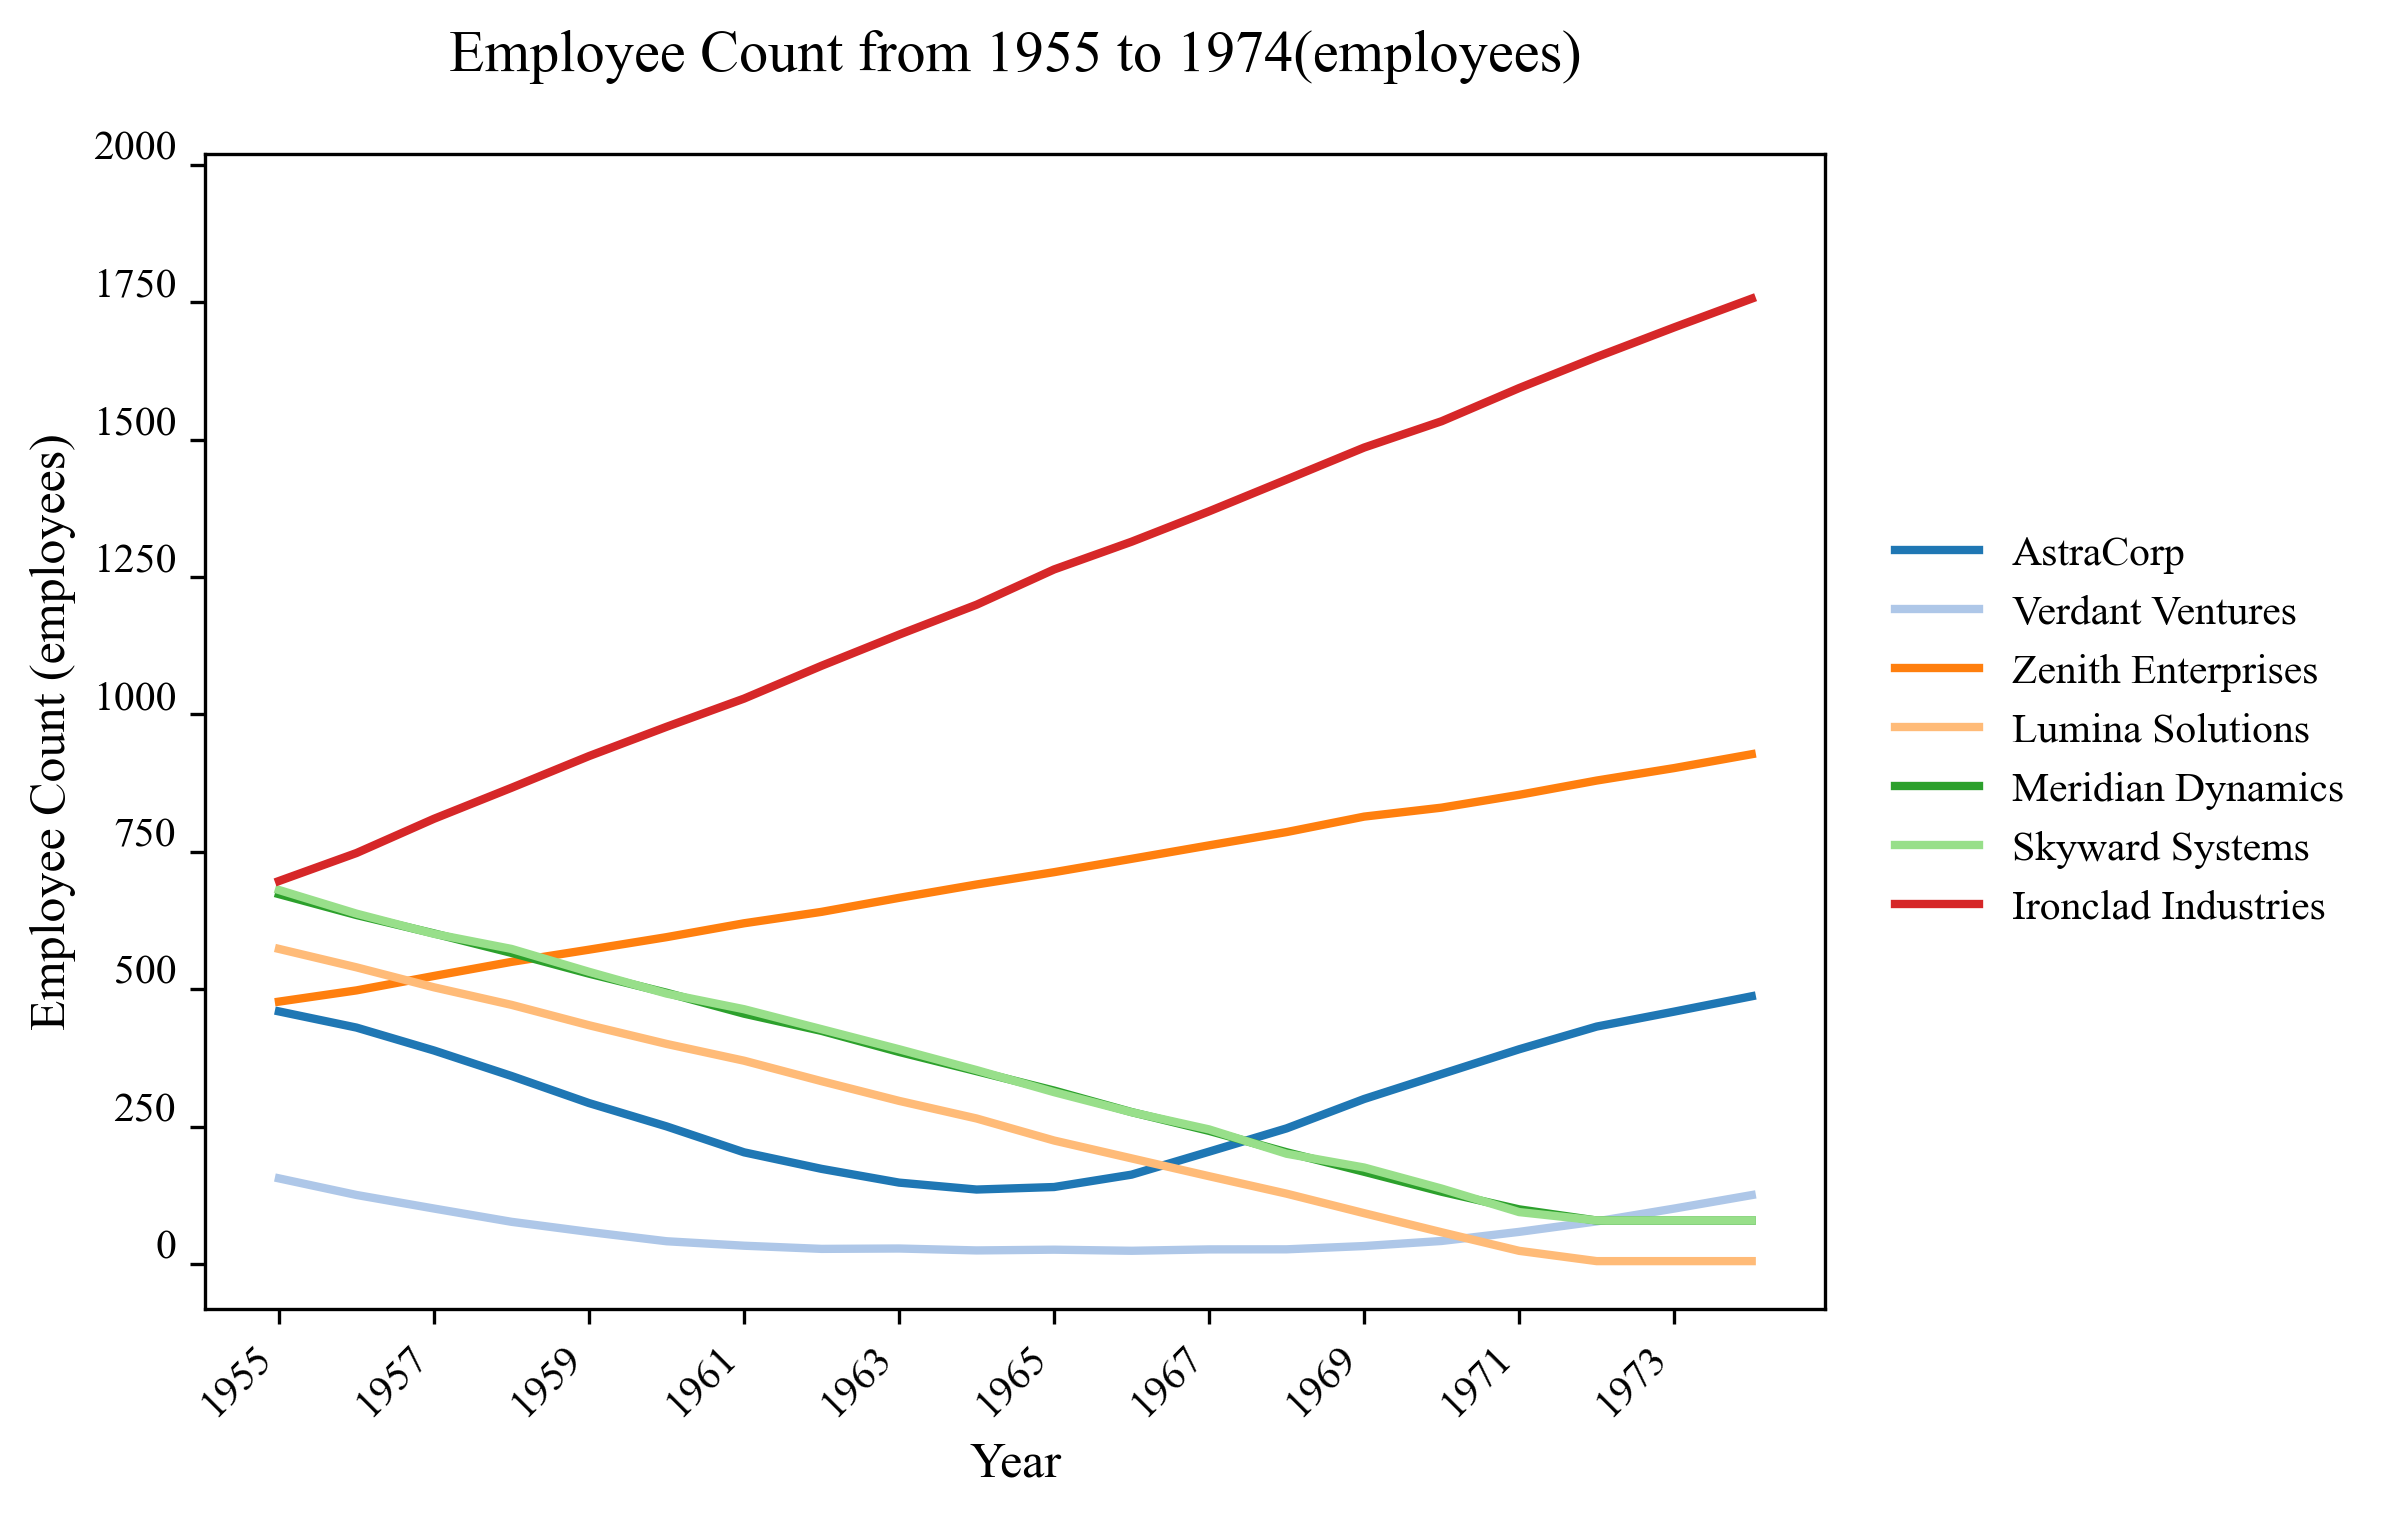 Employee Count from 1955 to 1974(employees)
2000
1750
1500
1250
1000
750
500
250
0
Employee Count (employees)
AstraCorp
Verdant Ventures
Zenith Enterprises
Lumina Solutions
Meridian Dynamics
Skyward Systems
Ironclad Industries
1955
1957
1959
1961
1963
1965
1967
1969
1971
1973
Year